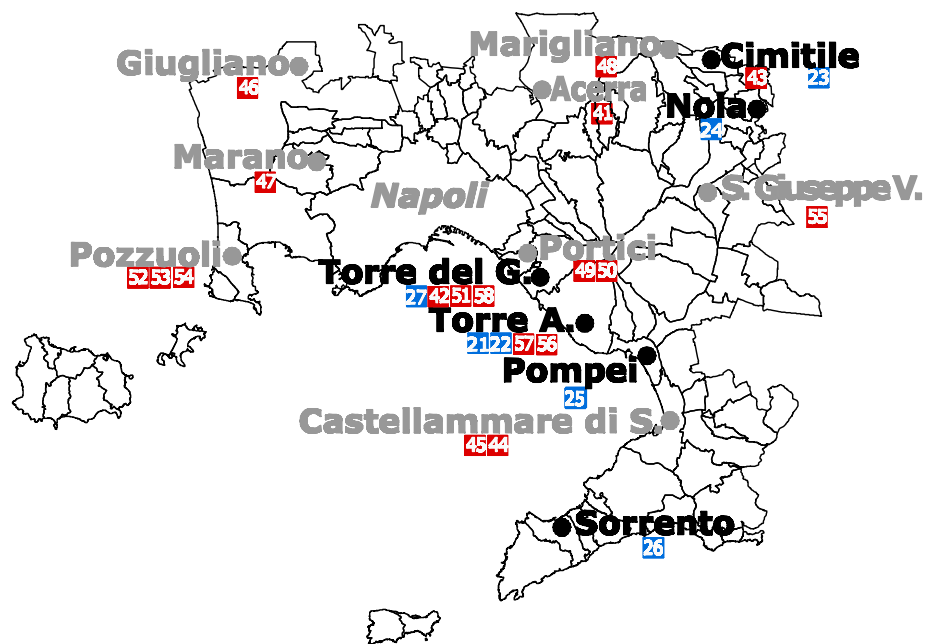 Marigliano
48
Cimitile
43 23
Giugliano
46
Acerra
41
Nola
24
Marano
47
Napoli
S. Giuseppe V.
55
Pozzuoli
52 53 54
Portici
49 50
Torre del G.
27 42 51 58
Torre A.
21 22 57 56
Pompei
25
Castellammare di S.
45 44
Sorrento
26